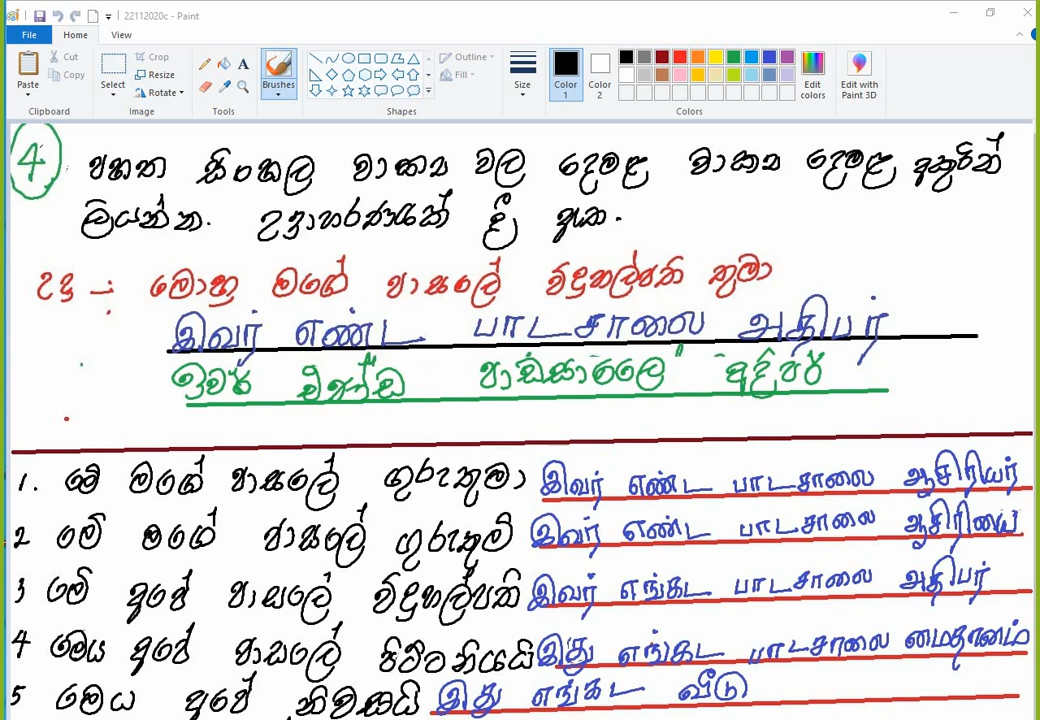 22112020c - Paint
File Home View
Cut
Copy
Paste
Crop
Resize
Rotate
Select
Brushes
Outline
Fill
Size
Color 1
Color 2
Edit colors
Edit with Paint 3D
Clipboard Image Tools Shapes Colors
4 පහත සිංහල වාක්‍ය වල දෙමළ වාක්‍ය දෙමළ අකුරින්
ලියන්න. උදාහරණයක් දී ඇත.
උදා -: මොහු මගේ පාසලේ විදුහල්පති තුමා
இவர் எண்ட பாடசாலை அதிபர்
ඉවර් එණ්ඩ පාඩසාලෛ අදිපර්
1. මේ මගේ පාසලේ ගුරුතුමා இவர் எண்ட பாடசாலை ஆசிரியர்
2 මේ මගේ පාසලේ ගුරුතුමී இவர் எண்ட பாடசாலை ஆசிரியை
3 මේ අපේ පාසලේ විදුහල්පති இவர் எங்கட பாடசாலை அதிபர்
4 මෙය අපේ පාසලේ පිට්ටනියයි இது எங்கட பாடசாலை மைதானம்
5 මෙය අපේ නිවසයි இது எங்கட வீடு